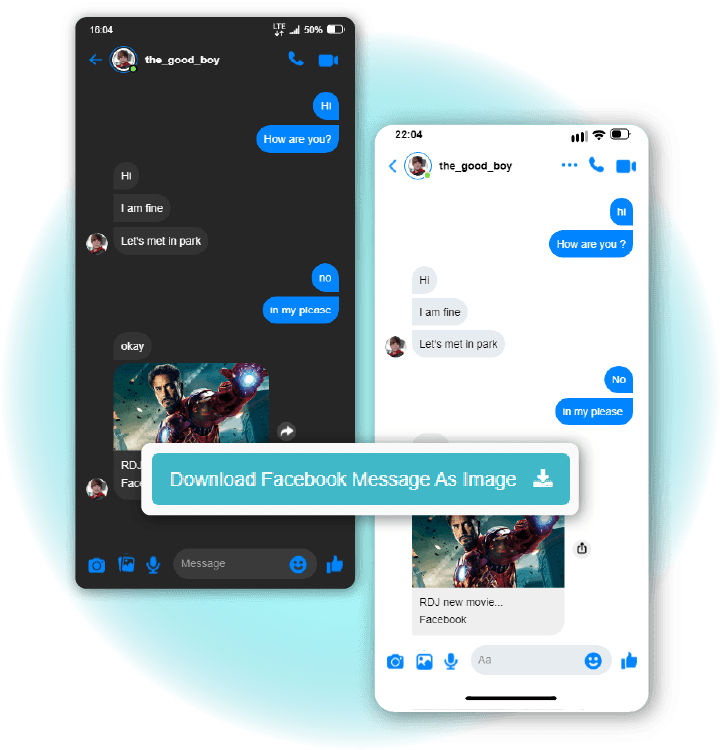 16:04
LTE
50%
the_good_boy
Hi
How are you?
Hi
I am fine
Let's met in park
no
in my please
okay
RDJ
Face
Message
22:04
the_good_boy
hi
How are you ?
Hi
I am fine
Let's met in park
No
in my please
Download Facebook Message As Image
RDJ new movie...
Facebook
Aa